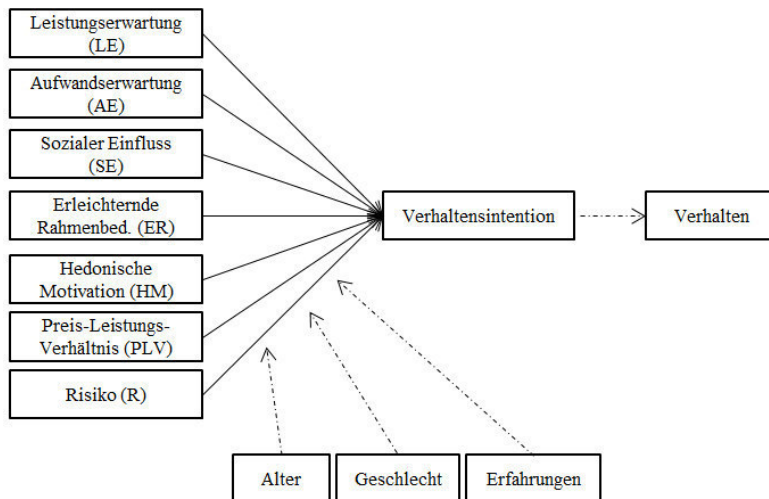 Leistungserwartung
(LE)
Aufwandserwartung
(AE)
Sozialer Einfluss
(SE)
Erleichternde
Rahmenbed. (ER)
Hedonische
Motivation (HM)
Preis-Leistungs-
Verhältnis (PLV)
Risiko (R)
Verhaltensintention
Verhalten
Alter
Geschlecht
Erfahrungen